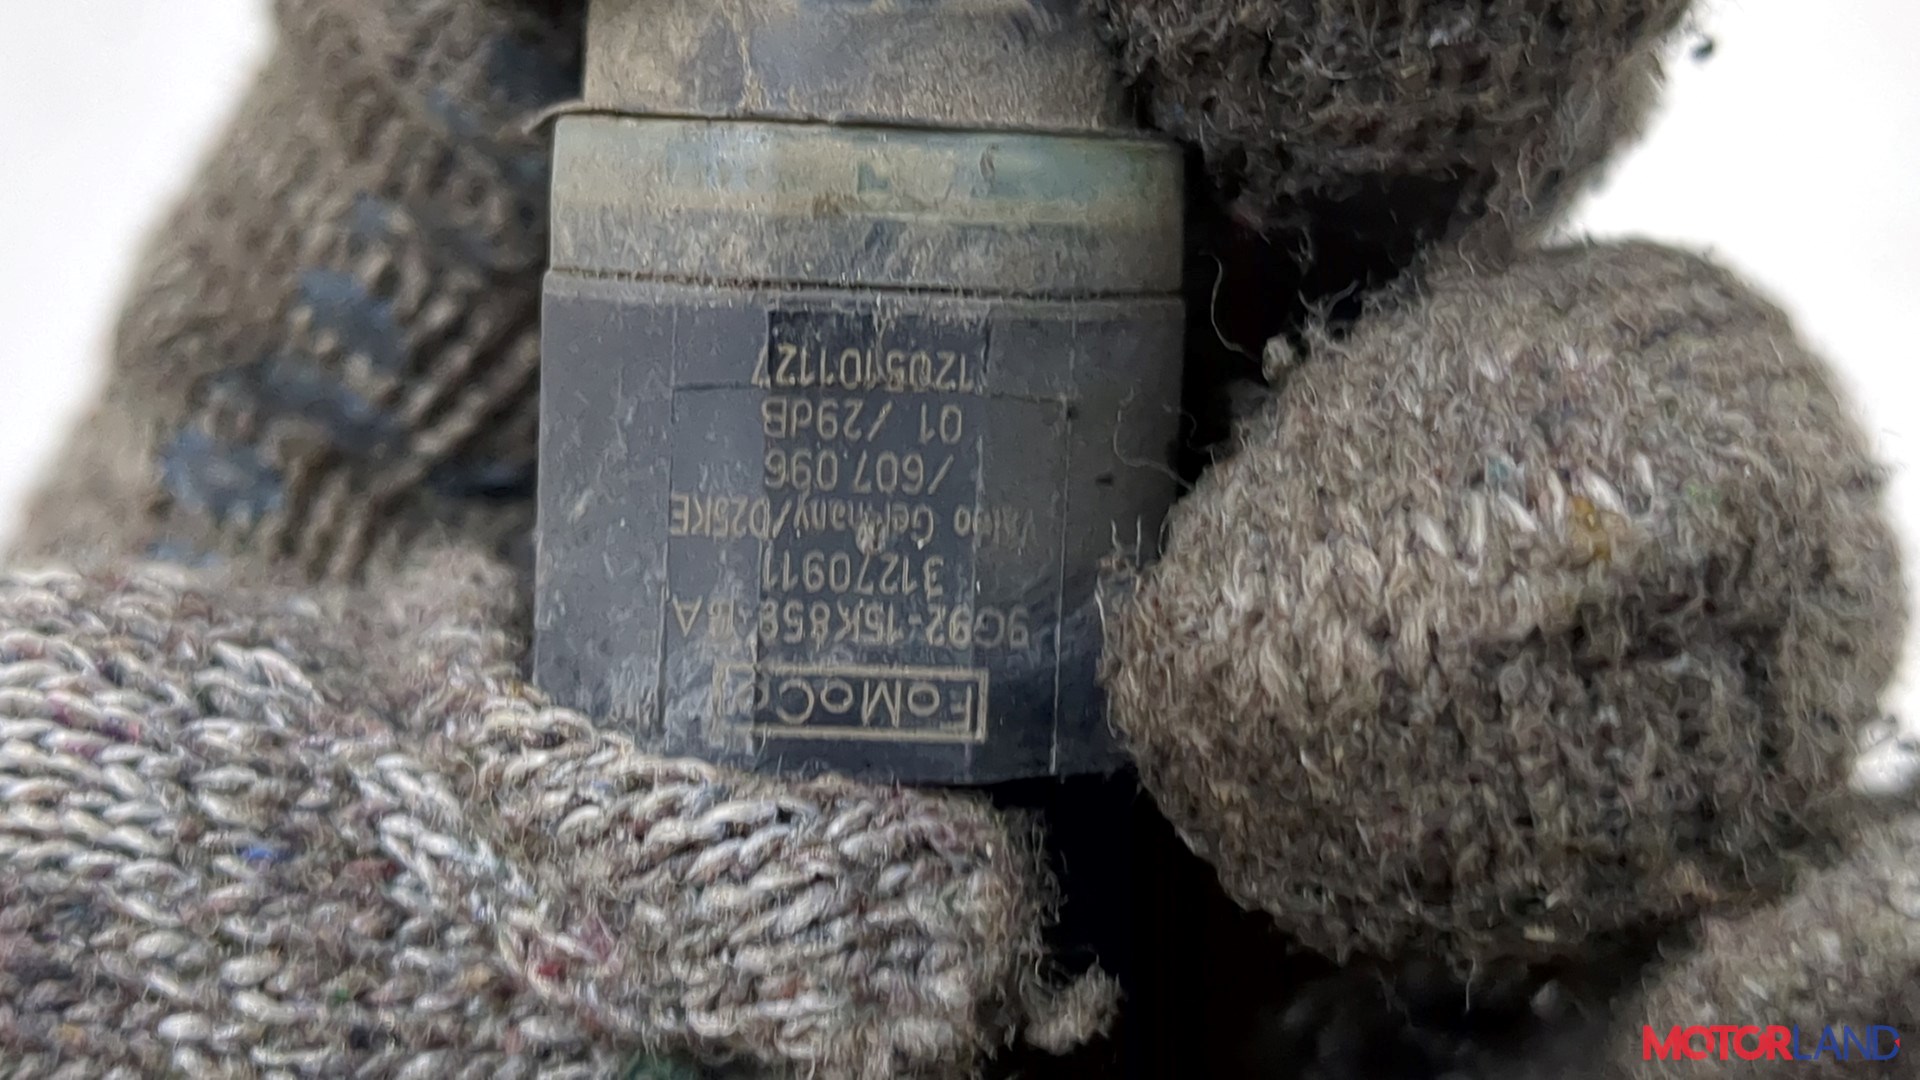 FoMoCo
9G92-15K859-BA
31270911
Valeo Germany/D25KE
/607.096
01 /29dB
1205101127
MOTORLAND